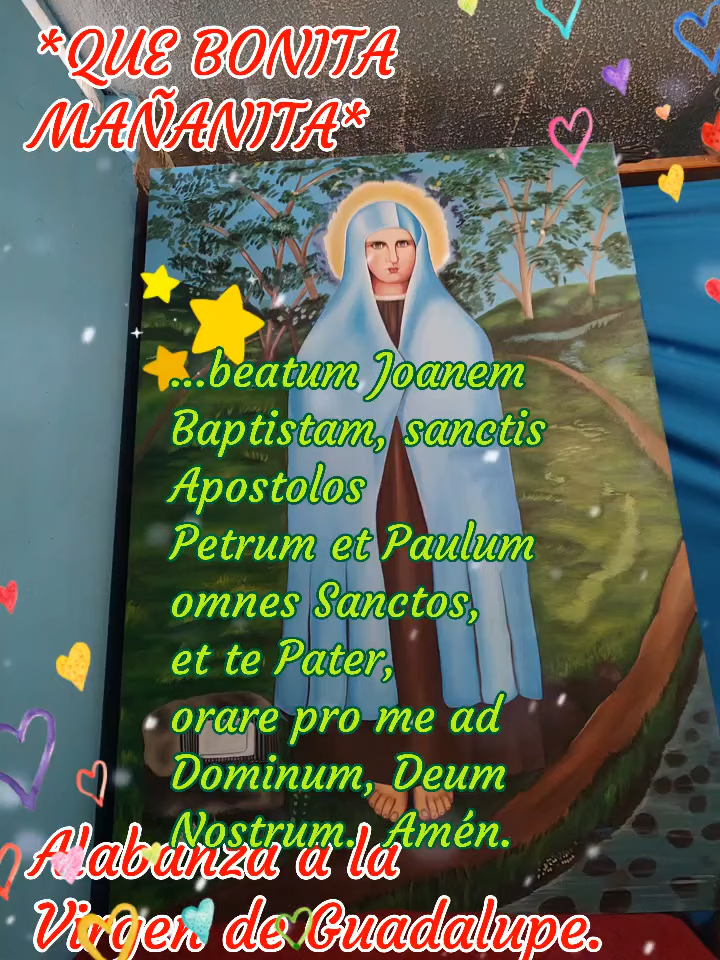 *QUE BONITA
MAÑANITA*
...beatum Joanem
Baptistam, sanctis
Apostolos
Petrum et Paulum
omnes Sanctos,
et te Pater,
orare pro me ad
Dominum, Deum
Nostrum. Amén.
Alabanza a la
Virgen de Guadalupe.